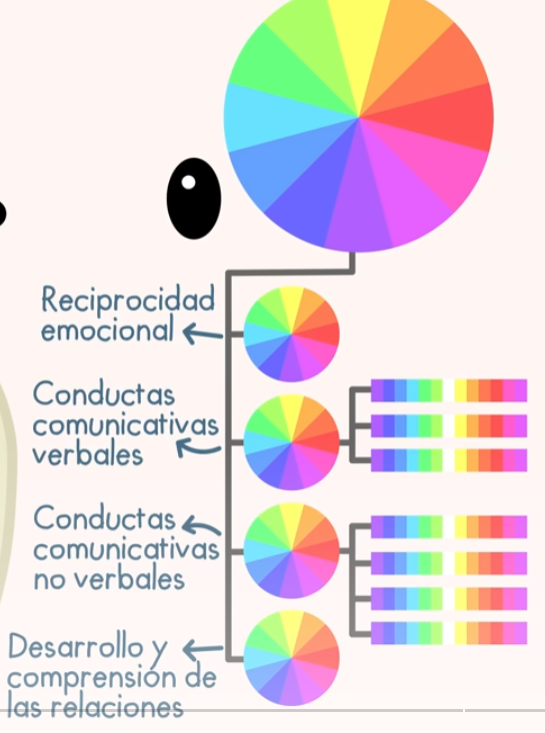 Reciprocidad
emocional
Conductas
comunicativas
verbales
Conductas
comunicativas
no verbales
Desarrollo y
comprensión de
las relaciones